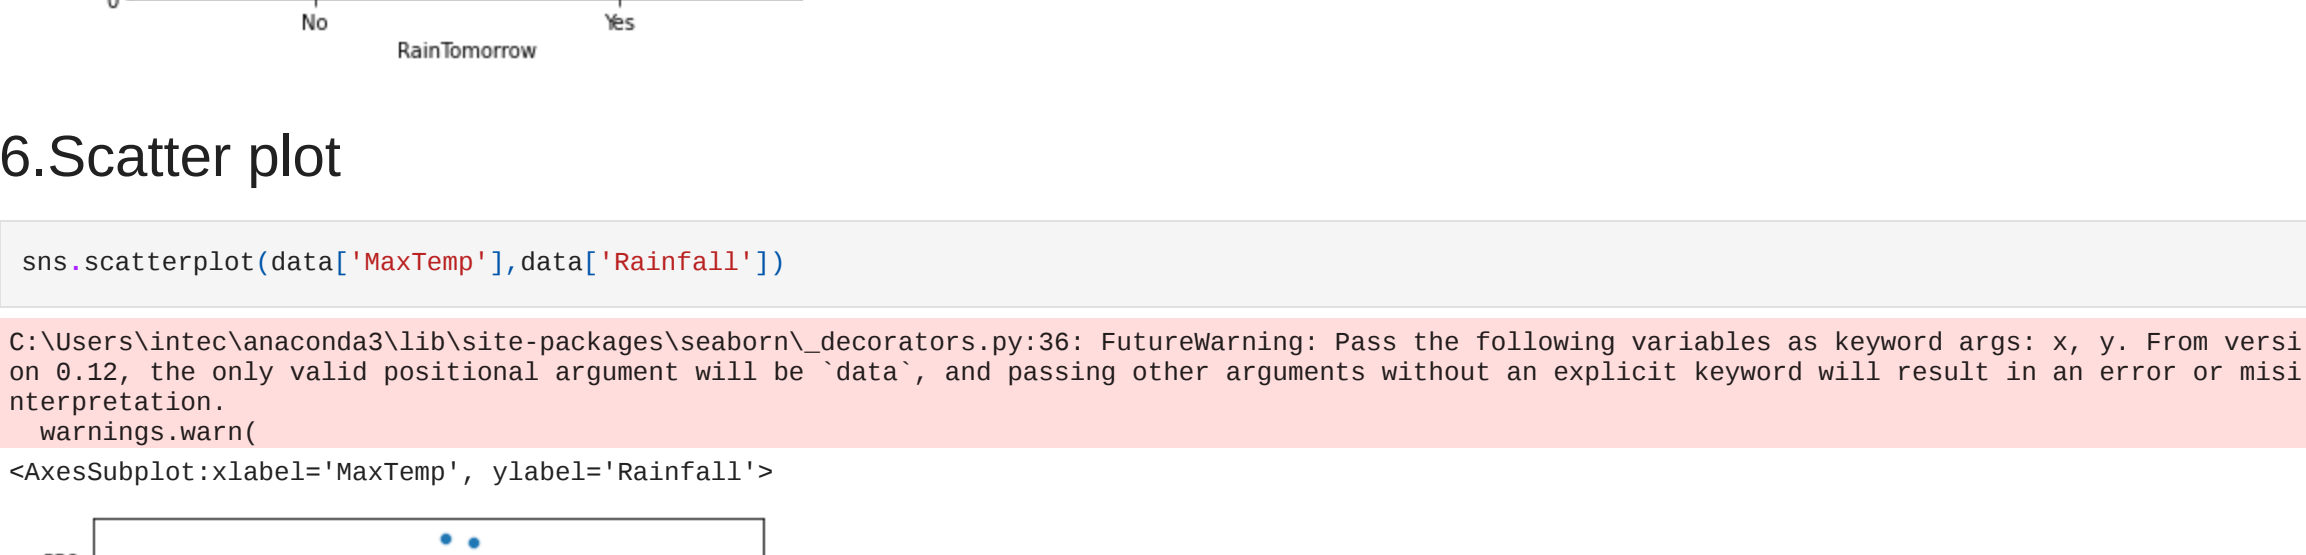 0
No Yes
RainTomorrow
6.Scatter plot
sns.scatterplot(data['MaxTemp'],data['Rainfall'])
C:\Users\intec\anaconda3\lib\site-packages\seaborn\_decorators.py:36: FutureWarning: Pass the following variables as keyword args: x, y. From versi
on 0.12, the only valid positional argument will be `data`, and passing other arguments without an explicit keyword will result in an error or misi
nterpretation.
  warnings.warn(
<AxesSubplot:xlabel='MaxTemp', ylabel='Rainfall'>